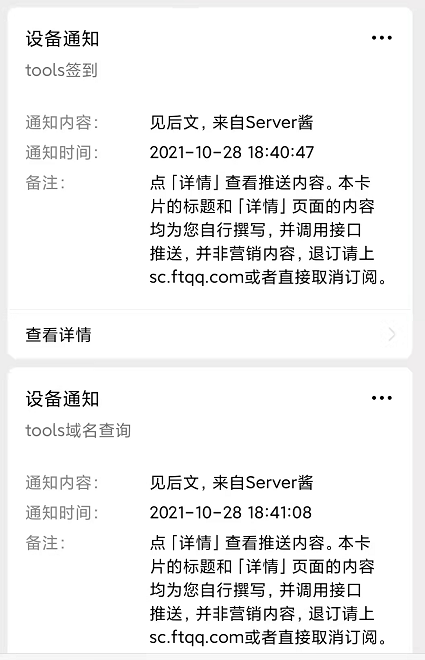 设备通知
tools签到
通知内容： 见后文，来自Server酱
通知时间： 2021-10-28 18:40:47
备注： 点「详情」查看推送内容。本卡
片的标题和「详情」页面的内容
均为您自行撰写，并调用接口
推送，并非营销内容，退订请上
sc.ftqq.com或者直接取消订阅。
查看详情
设备通知
tools域名查询
通知内容： 见后文，来自Server酱
通知时间： 2021-10-28 18:41:08
备注： 点「详情」查看推送内容。本卡
片的标题和「详情」页面的内容
均为您自行撰写，并调用接口
推送，并非营销内容，退订请上
sc.ftqq.com或者直接取消订阅。